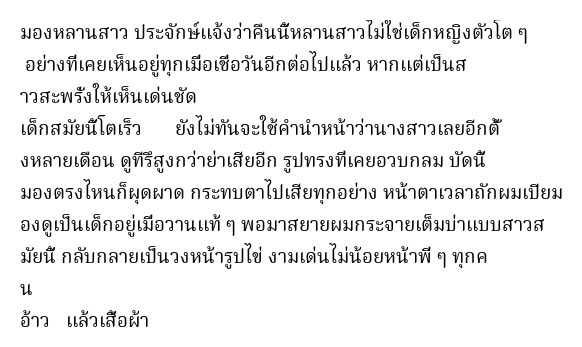 มองหลานสาว ประจักษ์แจ้งว่าคืนนี้หลานสาวไม่ใช่เด็กหญิงตัวโต ๆ
อย่างที่เคยเห็นอยู่ทุกเมื่อเชื่อวันอีกต่อไปแล้ว หากแต่เป็นส
าวสะพรั่งให้เห็นเด่นชัด
เด็กสมัยนี้โตเร็ว ยังไม่ทันจะใช้คำนำหน้าว่านางสาวเลยอีกตั้
งหลายเดือน ดูทีรึสูงกว่าย่าเสียอีก รูปทรงที่เคยอวบกลม บัดนี้
มองตรงไหนก็ผุดผาด กระทบตาไปเสียทุกอย่าง หน้าตาเวลาถักผมเปียม
องดูเป็นเด็กอยู่เมื่อวานแท้ ๆ พอมาสยายผมกระจายเต็มบ่าแบบสาวส
มัยนี้ กลับกลายเป็นวงหน้ารูปไข่ งามเด่นไม่น้อยหน้าพี่ ๆ ทุกค
น
อ้าว แล้วเสื้อผ้า